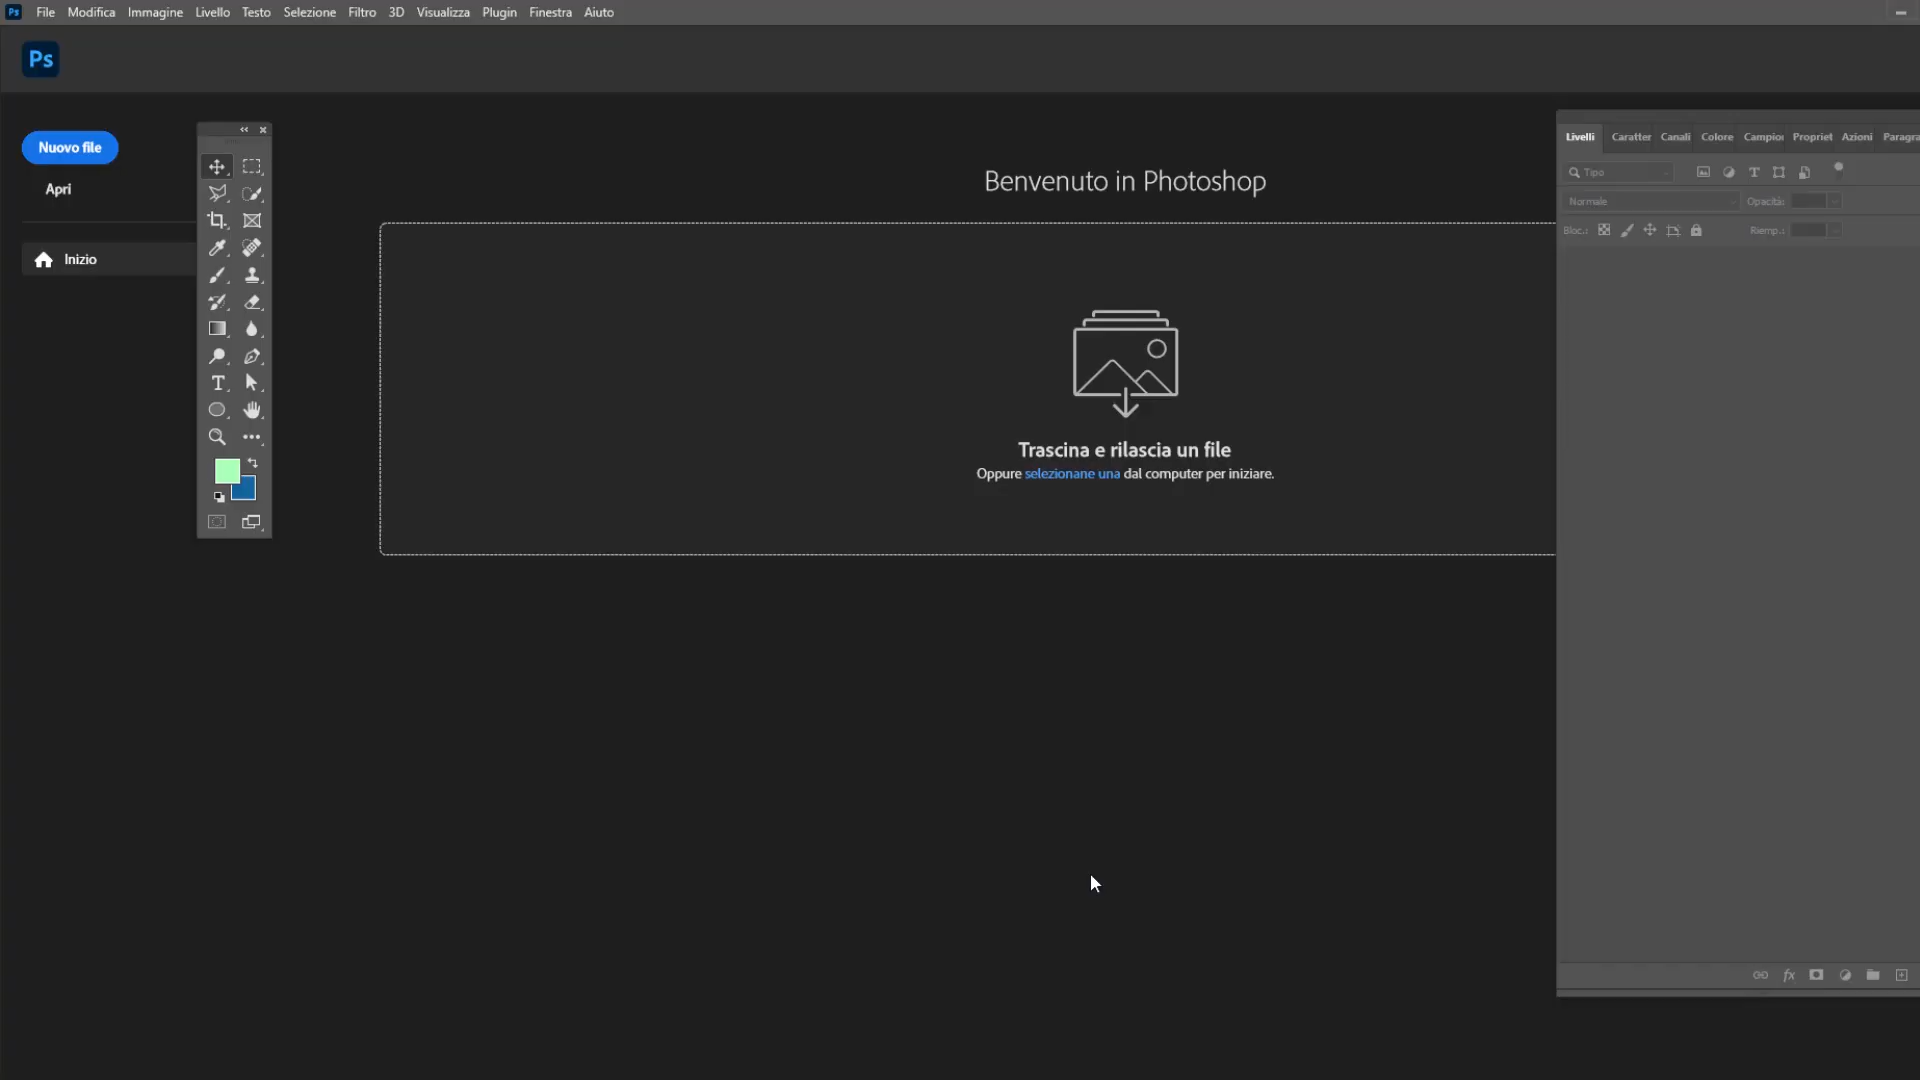 Ps File Modifica Immagine Livello Testo Selezione Filtro 3D Visualizza Plugin Finestra Aiuto
Ps
Nuovo file
Apri
Inizio
Benvenuto in Photoshop
Trascina e rilascia un file
Oppure selezionane una dal computer per iniziare.
Livelli Caratter Canali Colore Campion Propriet Azioni Paragra
Tipo
Normale Opacità:
Bloc.: Riemp.:
fx